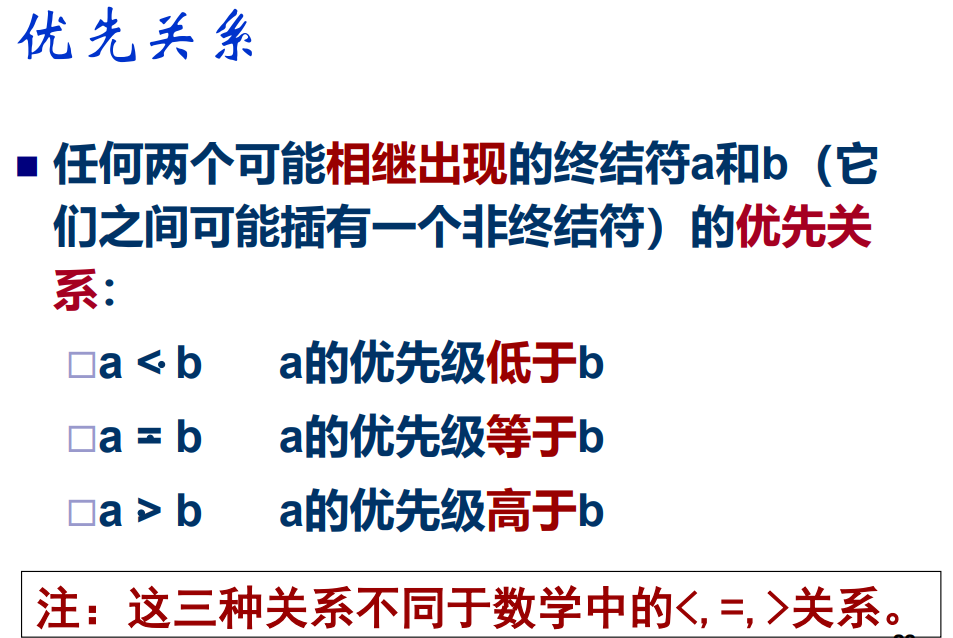 优先关系
■ 任何两个可能相继出现的终结符a和b（它
们之间可能插有一个非终结符）的优先关
系：
□a ⋖ b a的优先级低于b
□a ≐ b a的优先级等于b
□a ⋗ b a的优先级高于b
注：这三种关系不同于数学中的<,=,>关系。